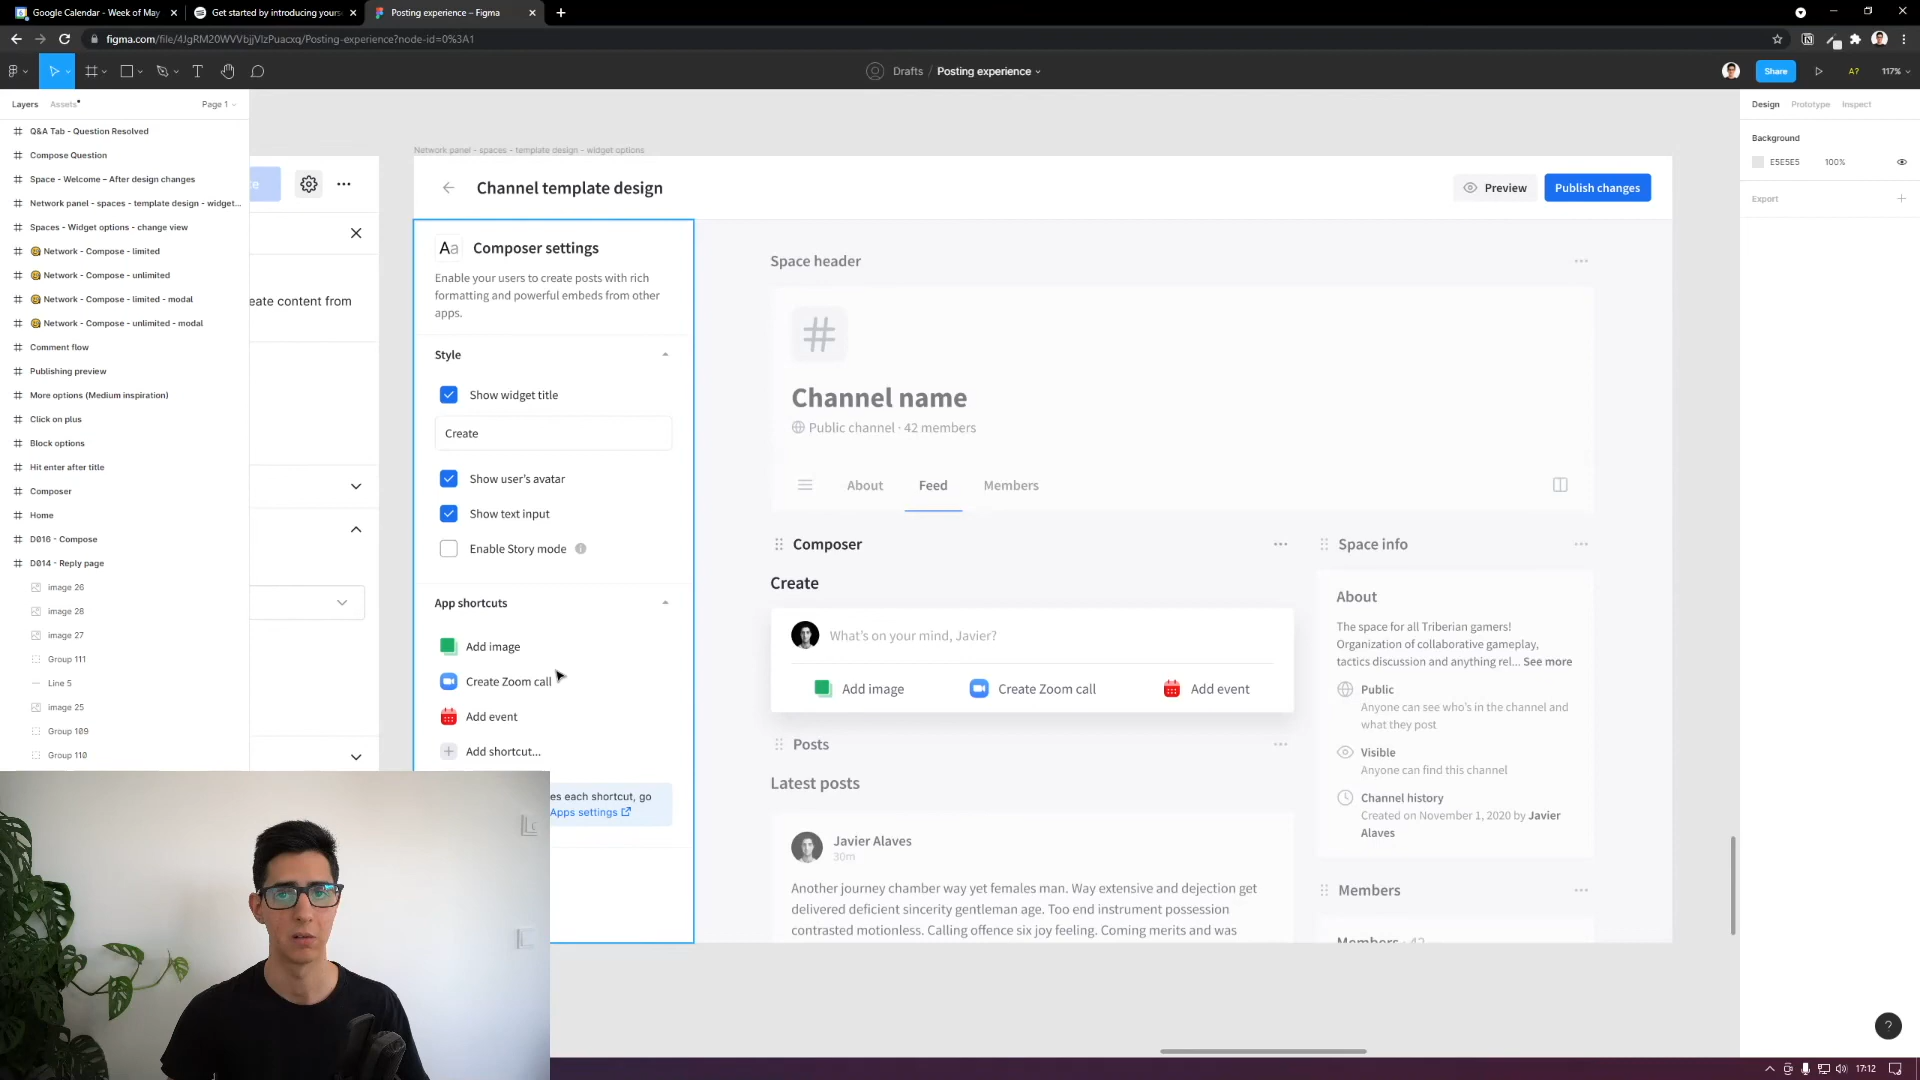 Google Calendar - Week of May
Get started by introducing yours
Posting experience – Figma
figma.com/file/4JgRM20WVVbjjVlzPuacxq/Posting-experience?node-id=0%3A1
Drafts / Posting experience
Share
A?
117%
Layers
Assets
Page 1
Q&A Tab - Question Resolved
Compose Question
Space - Welcome – After design changes
Network panel - spaces - template design - widget...
Spaces - Widget options - change view
Network - Compose - limited
Network - Compose - unlimited
Network - Compose - limited - modal
Network - Compose - unlimited - modal
Comment flow
Publishing preview
More options (Medium inspiration)
Click on plus
Block options
Hit enter after title
Composer
Home
D016 - Compose
D014 - Reply page
image 26
image 28
image 27
Group 111
Line 5
image 25
Group 109
Group 110
eate content from
Network panel - spaces - template design - widget options
Channel template design
Preview
Publish changes
Aa Composer settings
Enable your users to create posts with rich
formatting and powerful embeds from other
apps.
Style
Show widget title
Create
Show user's avatar
Show text input
Enable Story mode
App shortcuts
Add image
Create Zoom call
Add event
Add shortcut...
es each shortcut, go
Apps settings
Space header
Channel name
Public channel · 42 members
About
Feed
Members
Composer
Create
What's on your mind, Javier?
Add image
Create Zoom call
Add event
Posts
Latest posts
Javier Alaves
30m
Another journey chamber way yet females man. Way extensive and dejection get
delivered deficient sincerity gentleman age. Too end instrument possession
contrasted motionless. Calling offence six joy feeling. Coming merits and was
Space info
About
The space for all Triberian gamers!
Organization of collaborative gameplay,
tactics discussion and anything rel... See more
Public
Anyone can see who's in the channel and
what they post
Visible
Anyone can find this channel
Channel history
Created on November 1, 2020 by Javier
Alaves
Members
Members · 42
Design
Prototype
Inspect
Background
E5E5E5
100%
Export
?
17:12